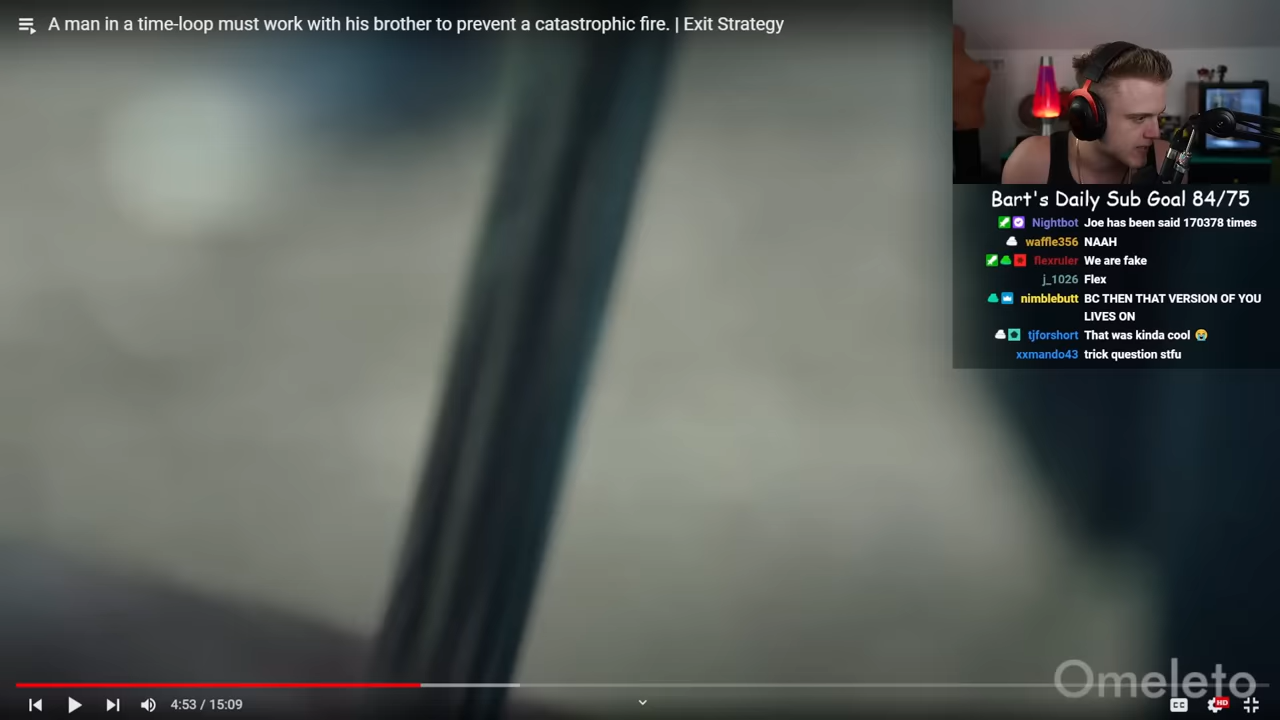 A man in a time-loop must work with his brother to prevent a catastrophic fire. | Exit Strategy
Bart's Daily Sub Goal 84/75
Nightbot Joe has been said 170378 times
waffle356 NAAH
flexruler We are fake
j_1026 Flex
nimblebutt BC THEN THAT VERSION OF YOU
LIVES ON
tjforshort That was kinda cool 😭
xxmando43 trick question stfu
Omeleto
4:53 / 15:09
CC
HD